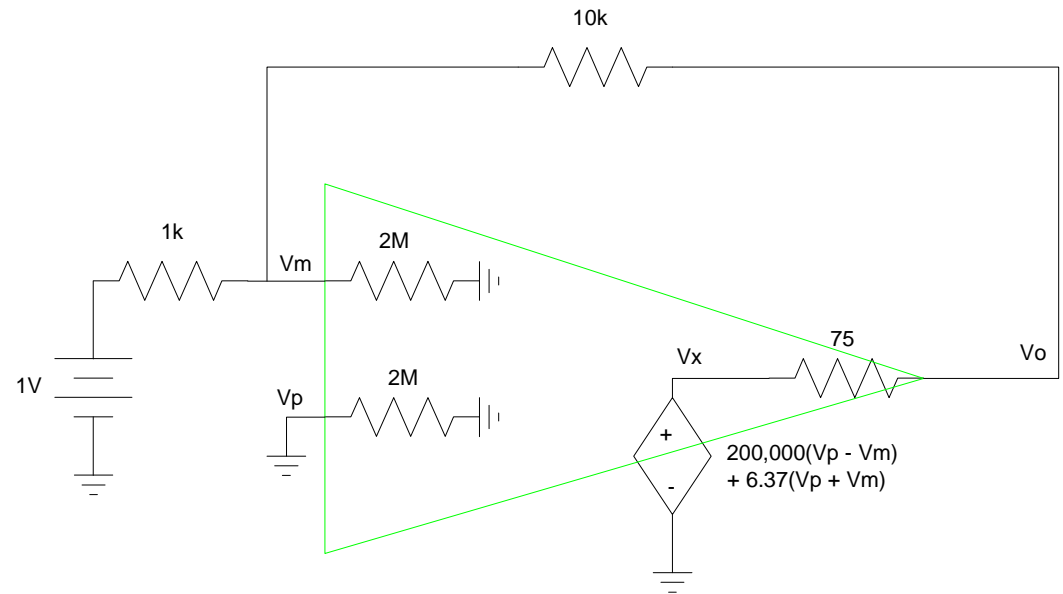 10k
1k
Vm
2M
1V
Vp
2M
Vx
75
Vo
+
-
200,000(Vp - Vm)
+ 6.37(Vp + Vm)